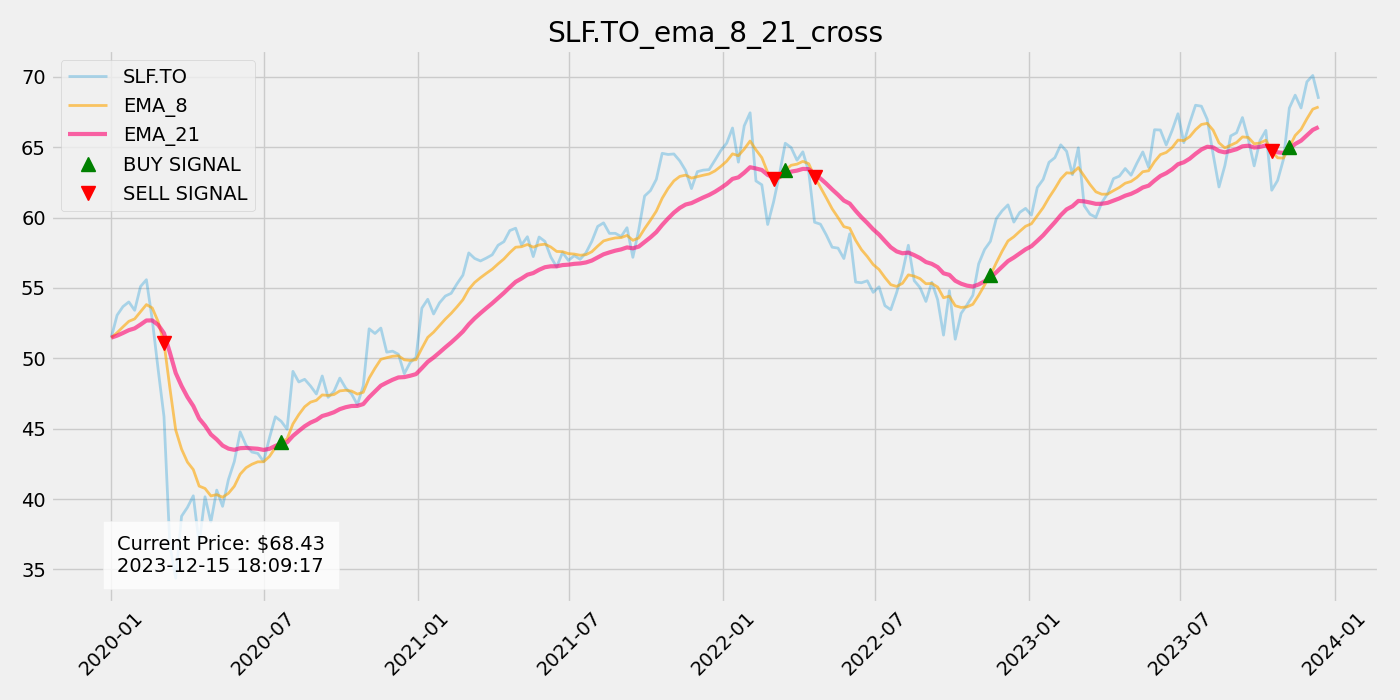 SLF.TO_ema_8_21_cross
SLF.TO
EMA_8
EMA_21
BUY SIGNAL
SELL SIGNAL
70
65
60
55
50
45
40
35
Current Price: $68.43
2023-12-15 18:09:17
2020-01
2020-07
2021-01
2021-07
2022-01
2022-07
2023-01
2023-07
2024-01